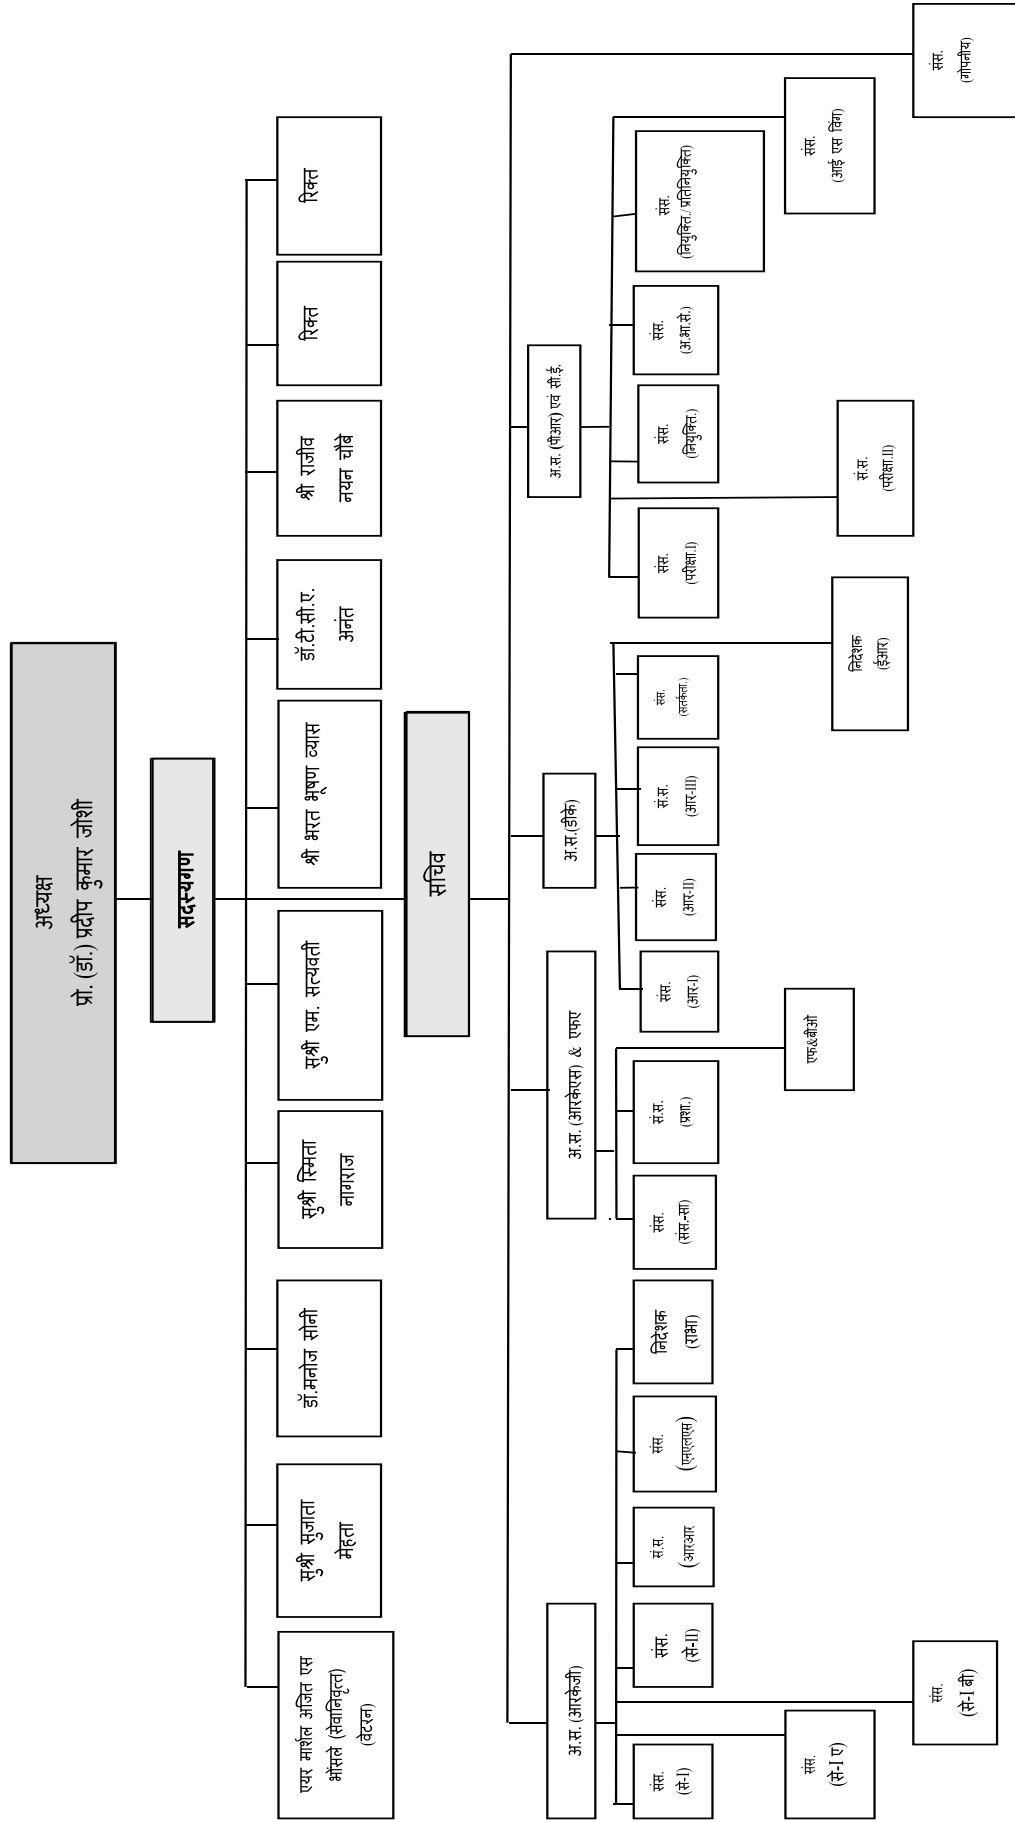 अध्यक्ष
प्रो. (डॉ.) प्रदीप कुमार जोशी
सदस्यगण
एयर मार्शल अजित एस
भोंसले (सेवानिवृत्त)
(वेटरन)
सुश्री सुजाता
मेहता
डॉ.मनोज सोनी
सुश्री स्मिता
नागराज
सुश्री एम. सत्यवती
श्री भरत भूषण व्यास
डॉ.टी.सी.ए.
अनंत
श्री राजीव
नयन चौबे
रिक्त
रिक्त
सचिव
अ.स. (आरकेजी)
अ.स. (आरकेएस) & एफए
अ.स.(डीके)
अ.स. (पीआर) एवं सी.ई.
संस.
(से-I)
संस.
(से-II)
सं.स.
(आरआर
संस.
(एनएलएस)
निदेशक
(राभा)
संस.
(संस.-सा)
सं.स.
(प्रशा.)
संस.
(आर-I)
संस.
(आर-II)
सं.स.
(आर-III)
संस.
(सतर्कता.)
संस.
(परीक्षा.I)
संस.
(नियुक्ति.)
संस.
(अ.भा.से.)
संस.
(नियुक्ति./प्रतिनियुक्ति)
संस.
(से-I ए)
एफ&बीओ
निदेशक
(ईआर)
सं.स.
(परीक्षा.II)
संस.
(आई एस विंग)
संस.
(से-I बी)
संस.
(गोपनीय)